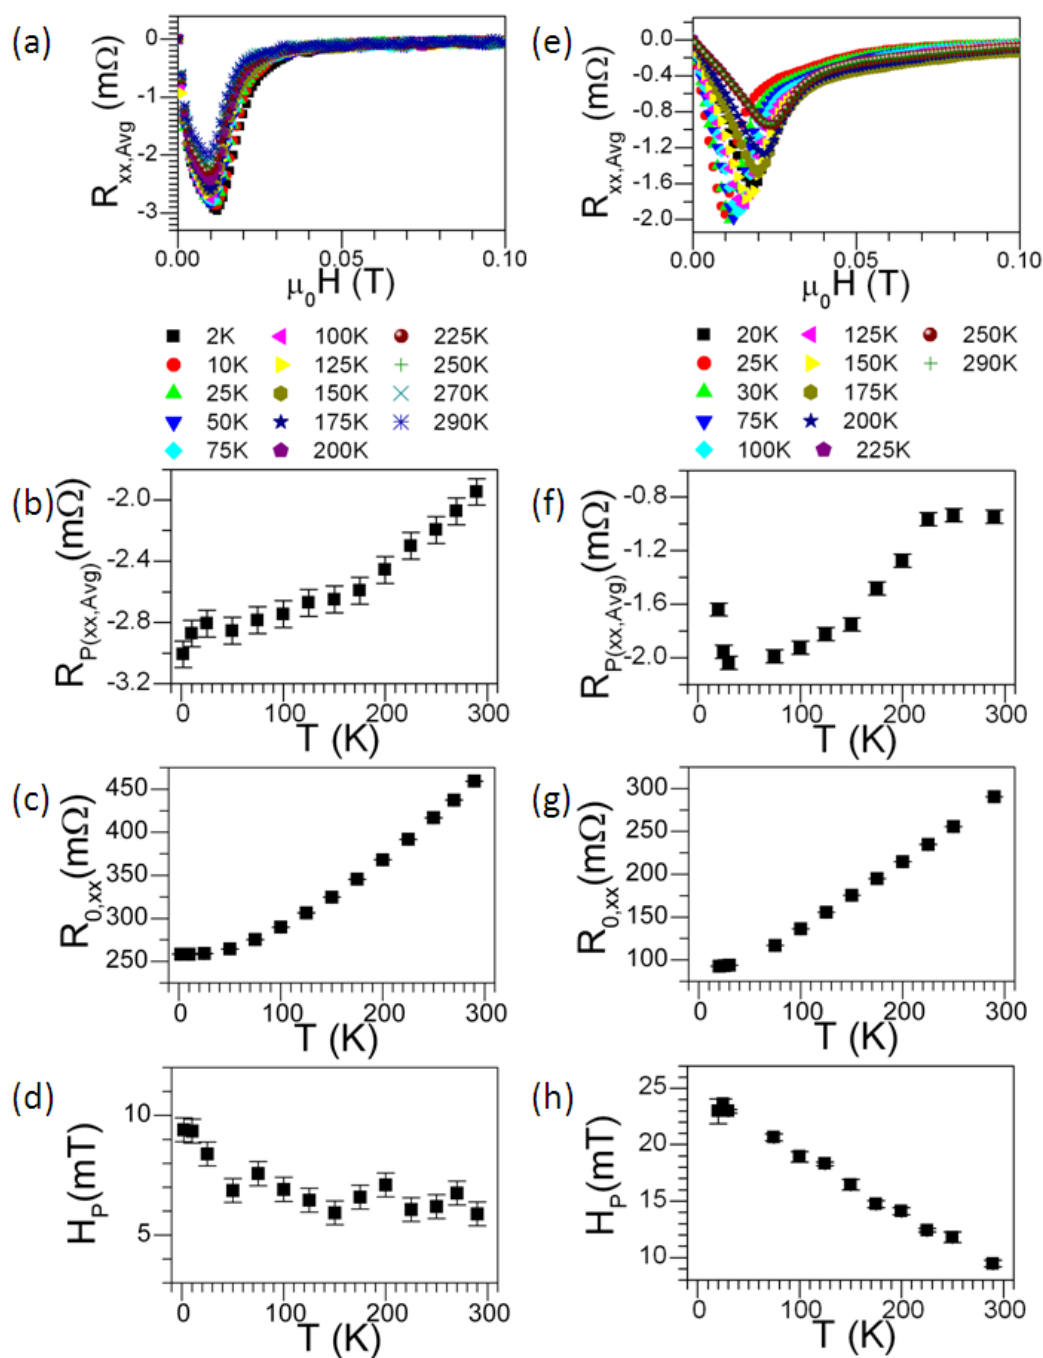 (a)
R_xx,Avg (mΩ)
0
-1
-2
-3
0.00 0.05 0.10
μ₀H (T)
2K 100K 225K
10K 125K 250K
25K 150K 270K
50K 175K 290K
75K 200K
(b)
R_P(xx,Avg)(mΩ)
-2.0
-2.4
-2.8
-3.2
0 100 200 300
T (K)
(c)
R_0,xx(mΩ)
450
400
350
300
250
0 100 200 300
T (K)
(d)
H_P(mT)
10
5
0 100 200 300
T (K)
(e)
R_xx,Avg (mΩ)
0.0
-0.4
-0.8
-1.2
-1.6
-2.0
0.00 0.05 0.10
μ₀H (T)
20K 125K 250K
25K 150K 290K
30K 175K
75K 200K
100K 225K
(f)
R_P(xx,Avg)(mΩ)
-0.8
-1.2
-1.6
-2.0
0 100 200 300
T (K)
(g)
R_0,xx(mΩ)
300
250
200
150
100
0 100 200 300
T (K)
(h)
H_P(mT)
25
20
15
10
0 100 200 300
T (K)